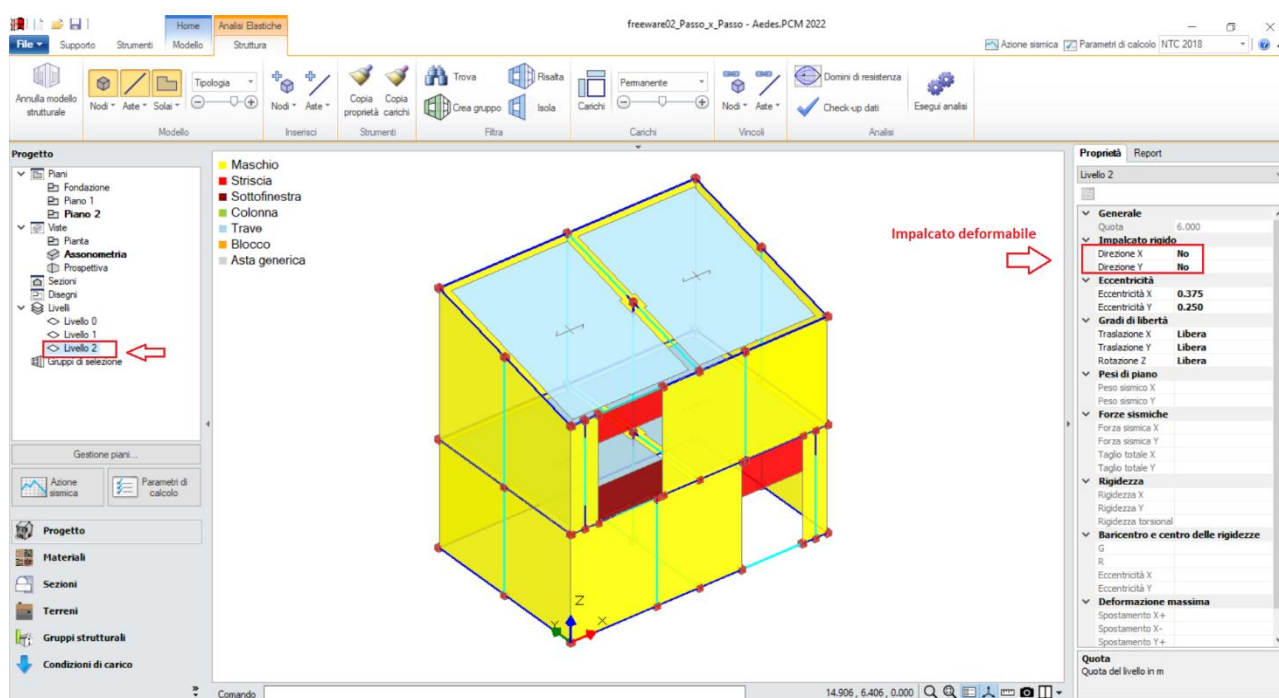 freeware02_Passo_x_Passo - Aedes.PCM 2022
Home
Analisi Elastiche
File
Supporto
Strumenti
Modello
Struttura
Azione sismica
Parametri di calcolo
NTC 2018
Annulla modello
strutturale
Nodi
Aste
Solai
Tipologia
Modello
Nodi
Aste
Inserisci
Copia
proprietà
Copia
carichi
Strumenti
Trova
Crea gruppo
Risalta
Isola
Filtra
Carichi
Permanente
Carichi
Nodi
Aste
Vincoli
Domini di resistenza
Check-up dati
Esegui analisi
Analisi
Progetto
Piani
Fondazione
Piano 1
Piano 2
Viste
Pianta
Assonometria
Prospettiva
Sezioni
Disegni
Livelli
Livello 0
Livello 1
Livello 2
Gruppi di selezione
Gestione piani...
Azione
sismica
Parametri di
calcolo
Progetto
Materiali
Sezioni
Terreni
Gruppi strutturali
Condizioni di carico
Maschio
Striscia
Sottofinestra
Colonna
Trave
Blocco
Asta generica
Impalcato deformabile
Z
Y
X
Comando
14.906 , 6.406 , 0.000
Proprietà
Report
Livello 2
Generale
Quota 6.000
Impalcato rigido
Direzione X No
Direzione Y No
Eccentricità
Eccentricità X 0.375
Eccentricità Y 0.250
Gradi di libertà
Traslazione X Libera
Traslazione Y Libera
Rotazione Z Libera
Pesi di piano
Peso sismico X
Peso sismico Y
Forze sismiche
Forza sismica X
Forza sismica Y
Taglio totale X
Taglio totale Y
Rigidezza
Rigidezza X
Rigidezza Y
Rigidezza torsional
Baricentro e centro delle rigidezze
G
R
Eccentricità X
Eccentricità Y
Deformazione massima
Spostamento X+
Spostamento X-
Spostamento Y+
Quota
Quota del livello in m